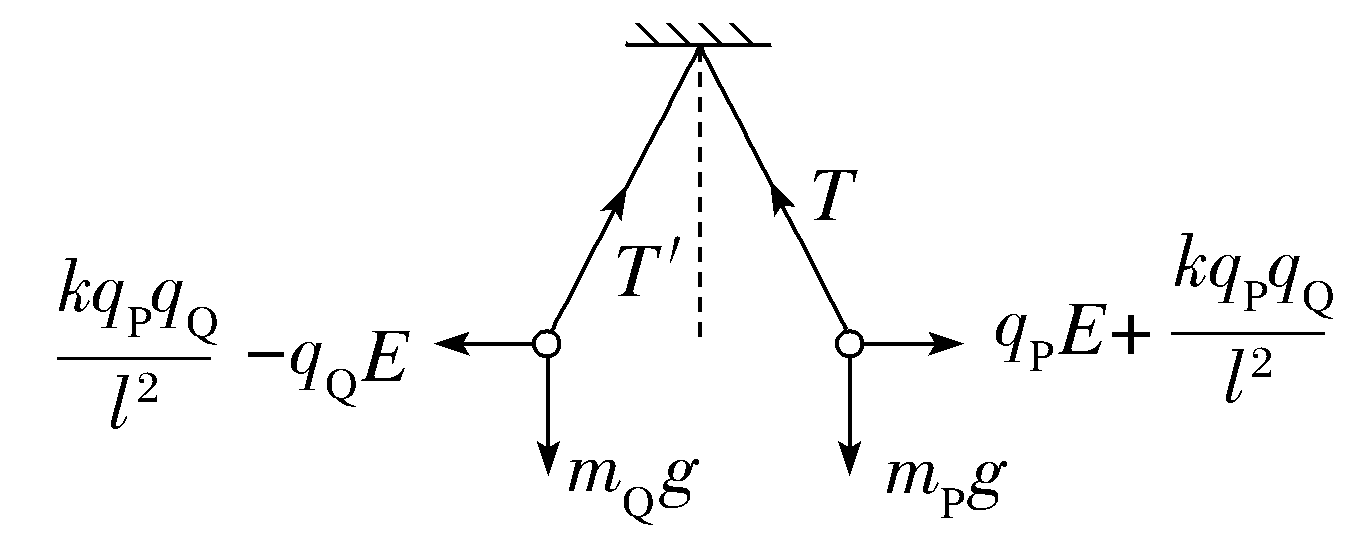 T
T′
kq_Pq_Q/l² −q_QE
q_PE+ kq_Pq_Q/l²
m_Qg
m_Pg